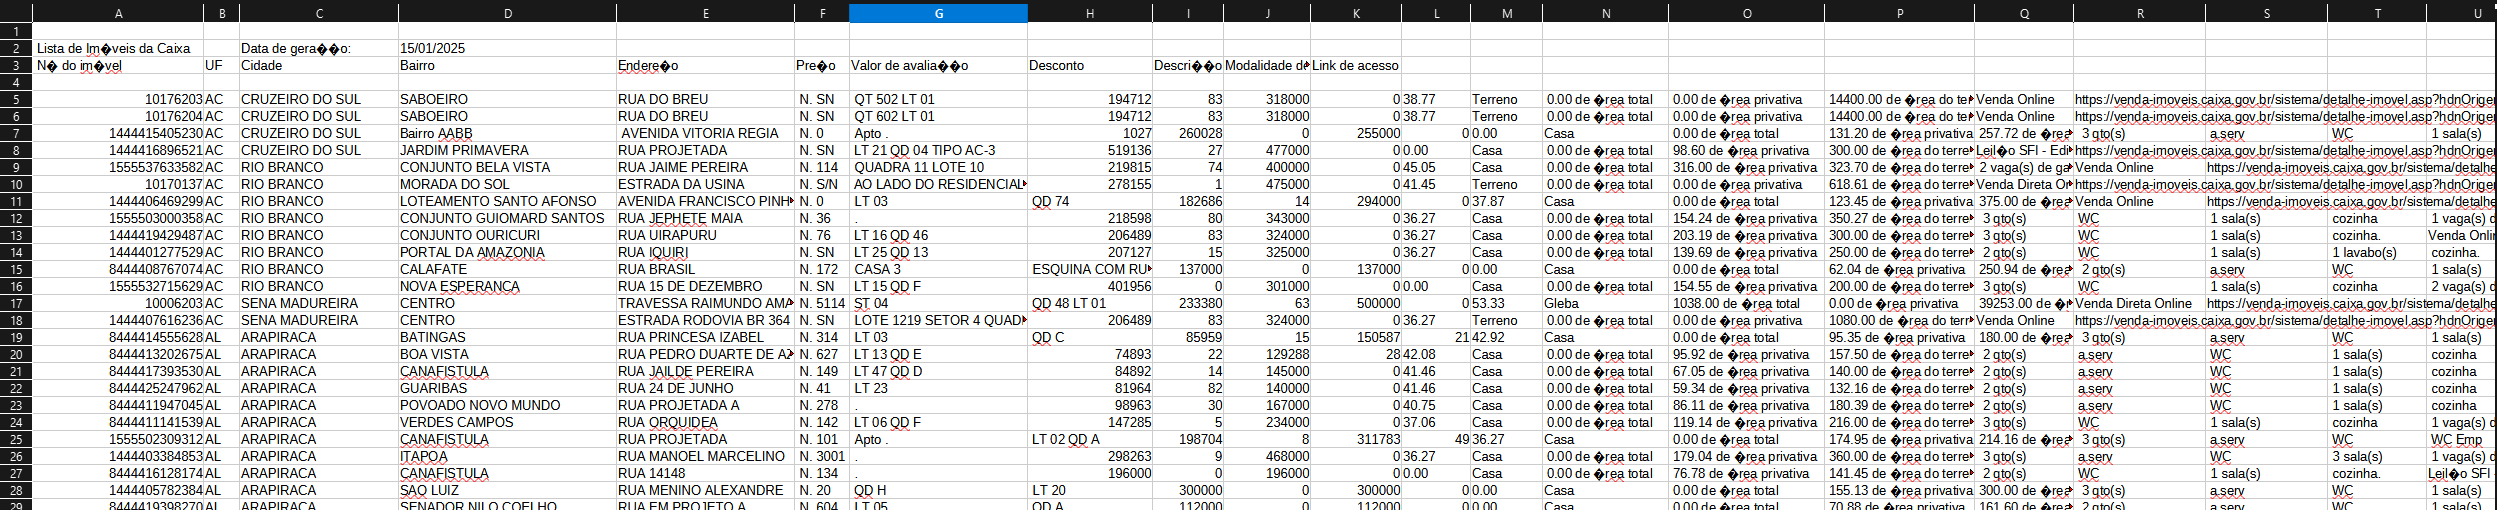 A B C D E F G H I J K L M N O P Q R S T U
1
2 Lista de Im�veis da Caixa Data de gera��o: 15/01/2025
3 N� do im�vel UF Cidade Bairro Endere�o Pre�o Valor de avalia��o Desconto Descri��o Modalidade de Link de acesso
4
5 10176203 AC CRUZEIRO DO SUL SABOEIRO RUA DO BREU N. SN QT 502 LT 01 194712 83 318000 0 38.77 Terreno 0.00 de �rea total 0.00 de �rea privativa 14400.00 de �rea do ter Venda Online https://venda-imoveis.caixa.gov.br/sistema/detalhe-imovel.asp?hdnOrigen
6 10176204 AC CRUZEIRO DO SUL SABOEIRO RUA DO BREU N. SN QT 602 LT 01 194712 83 318000 0 38.77 Terreno 0.00 de �rea total 0.00 de �rea privativa 14400.00 de �rea do ter Venda Online https://venda-imoveis.caixa.gov.br/sistema/detalhe-imovel.asp?hdnOrigen
7 1444415405230 AC CRUZEIRO DO SUL Bairro AABB AVENIDA VITORIA REGIA N. 0 Apto . 1027 260028 0 255000 0 0.00 Casa 0.00 de �rea total 131.20 de �rea privativa 257.72 de �rea 3 qto(s) a.serv WC 1 sala(s)
8 1444416896521 AC CRUZEIRO DO SUL JARDIM PRIMAVERA RUA PROJETADA N. SN LT 21 QD 04 TIPO AC-3 519136 27 477000 0 0.00 Casa 0.00 de �rea total 98.60 de �rea privativa 300.00 de �rea do terre Leil�o SFI - Edi https://venda-imoveis.caixa.gov.br/sistema/detalhe-imovel.asp?hdnOrigen
9 1555537633582 AC RIO BRANCO CONJUNTO BELA VISTA RUA JAIME PEREIRA N. 114 QUADRA 11 LOTE 10 219815 74 400000 0 45.05 Casa 0.00 de �rea total 316.00 de �rea privativa 323.70 de �rea do terre 2 vaga(s) de ga Venda Online https://venda-imoveis.caixa.gov.br/sistema/detalhe
10 10170137 AC RIO BRANCO MORADA DO SOL ESTRADA DA USINA N. S/N AO LADO DO RESIDENCIAL 278155 1 475000 0 41.45 Terreno 0.00 de �rea total 0.00 de �rea privativa 618.61 de �rea do terre Venda Direta On https://venda-imoveis.caixa.gov.br/sistema/detalhe-imovel.asp?hdnOrigen
11 1444406469299 AC RIO BRANCO LOTEAMENTO SANTO AFONSO AVENIDA FRANCISCO PINH N. 0 LT 03 QD 74 182686 14 294000 0 37.87 Casa 0.00 de �rea total 123.45 de �rea privativa 375.00 de �rea Venda Online https://venda-imoveis.caixa.gov.br/sistema/detalhe
12 1555503000358 AC RIO BRANCO CONJUNTO GUIOMARD SANTOS RUA JEPHETE MAIA N. 36 . 218598 80 343000 0 36.27 Casa 0.00 de �rea total 154.24 de �rea privativa 350.27 de �rea do terre 3 qto(s) WC 1 sala(s) cozinha 1 vaga(s) d
13 1444419429487 AC RIO BRANCO CONJUNTO OURICURI RUA UIRAPURU N. 76 LT 16 QD 46 206489 83 324000 0 36.27 Casa 0.00 de �rea total 203.19 de �rea privativa 300.00 de �rea do terre 3 qto(s) WC 1 sala(s) cozinha. Venda Onlin
14 1444401277529 AC RIO BRANCO PORTAL DA AMAZONIA RUA IQUIRI N. SN LT 25 QD 13 207127 15 325000 0 36.27 Casa 0.00 de �rea total 139.69 de �rea privativa 250.00 de �rea do terre 2 qto(s) WC 1 sala(s) 1 lavabo(s) cozinha.
15 8444408767074 AC RIO BRANCO CALAFATE RUA BRASIL N. 172 CASA 3 ESQUINA COM RU 137000 0 137000 0 0.00 Casa 0.00 de �rea total 62.04 de �rea privativa 250.94 de �rea 2 qto(s) a.serv WC 1 sala(s)
16 1555532715629 AC RIO BRANCO NOVA ESPERANCA RUA 15 DE DEZEMBRO N. SN LT 15 QD F 401956 0 301000 0 0.00 Casa 0.00 de �rea total 154.55 de �rea privativa 200.00 de �rea do terre 3 qto(s) WC 1 sala(s) cozinha 2 vaga(s) d
17 10006203 AC SENA MADUREIRA CENTRO TRAVESSA RAIMUNDO AMA N. 5114 ST 04 QD 48 LT 01 233380 63 500000 0 53.33 Gleba 1038.00 de �rea total 0.00 de �rea privativa 39253.00 de �r Venda Direta Online https://venda-imoveis.caixa.gov.br/sistema/detalhe
18 1444407616236 AC SENA MADUREIRA CENTRO ESTRADA RODOVIA BR 364 N. SN LOTE 1219 SETOR 4 QUADI 206489 83 324000 0 36.27 Terreno 0.00 de �rea total 0.00 de �rea privativa 1080.00 de �rea do terr Venda Online https://venda-imoveis.caixa.gov.br/sistema/detalhe-imovel.asp?hdnOrigen
19 8444414555628 AL ARAPIRACA BATINGAS RUA PRINCESA IZABEL N. 314 LT 03 QD C 85959 15 150587 21 42.92 Casa 0.00 de �rea total 95.35 de �rea privativa 180.00 de �rea 3 qto(s) a.serv WC 1 sala(s)
20 8444413202675 AL ARAPIRACA BOA VISTA RUA PEDRO DUARTE DE AZ N. 627 LT 13 QD E 74893 22 129288 28 42.08 Casa 0.00 de �rea total 95.92 de �rea privativa 157.50 de �rea do terre 2 qto(s) a.serv WC 1 sala(s) cozinha
21 8444417393530 AL ARAPIRACA CANAFISTULA RUA JAILDE PEREIRA N. 149 LT 47 QD D 84892 14 145000 0 41.46 Casa 0.00 de �rea total 67.05 de �rea privativa 140.00 de �rea do terre 2 qto(s) a.serv WC 1 sala(s) cozinha
22 8444425247962 AL ARAPIRACA GUARIBAS RUA 24 DE JUNHO N. 41 LT 23 81964 82 140000 0 41.46 Casa 0.00 de �rea total 59.34 de �rea privativa 132.16 de �rea do terre 2 qto(s) a.serv WC 1 sala(s) cozinha
23 8444411947045 AL ARAPIRACA POVOADO NOVO MUNDO RUA PROJETADA A N. 278 . 98963 30 167000 0 40.75 Casa 0.00 de �rea total 86.11 de �rea privativa 180.39 de �rea do terre 2 qto(s) a.serv WC 1 sala(s) cozinha
24 8444411141539 AL ARAPIRACA VERDES CAMPOS RUA ORQUIDEA N. 142 LT 06 QD F 147285 5 234000 0 37.06 Casa 0.00 de �rea total 119.14 de �rea privativa 216.00 de �rea do terre 3 qto(s) WC 1 sala(s) cozinha 1 vaga(s) d
25 1555502309312 AL ARAPIRACA CANAFISTULA RUA PROJETADA N. 101 Apto . LT 02 QD A 198704 8 311783 49 36.27 Casa 0.00 de �rea total 174.95 de �rea privativa 214.16 de �rea 3 qto(s) a.serv WC WC Emp
26 1444403384853 AL ARAPIRACA ITAPOA RUA MANOEL MARCELINO N. 3001 . 298263 9 468000 0 36.27 Casa 0.00 de �rea total 179.04 de �rea privativa 360.00 de �rea do terre 3 qto(s) a.serv WC 3 sala(s) 1 vaga(s) d
27 8444416128174 AL ARAPIRACA CANAFISTULA RUA 14148 N. 134 . 196000 0 196000 0 0.00 Casa 0.00 de �rea total 76.78 de �rea privativa 141.45 de �rea do terre 2 qto(s) WC 1 sala(s) cozinha. Leil�o SFI
28 1444405782384 AL ARAPIRACA SAO LUIZ RUA MENINO ALEXANDRE N. 20 QD H LT 20 300000 0 300000 0 0.00 Casa 0.00 de �rea total 155.13 de �rea privativa 300.00 de �rea 3 qto(s) a.serv WC 1 sala(s)
29 8444419398270 AL ARAPIRACA SENADOR NILO COELHO RUA EM PROJETO A N. 604 LT 05 QD A 112000 0 112000 0 0.00 Casa 0.00 de �rea total 70.88 de �rea privativa 161.60 de �rea 2 qto(s) a.serv WC 1 sala(s)